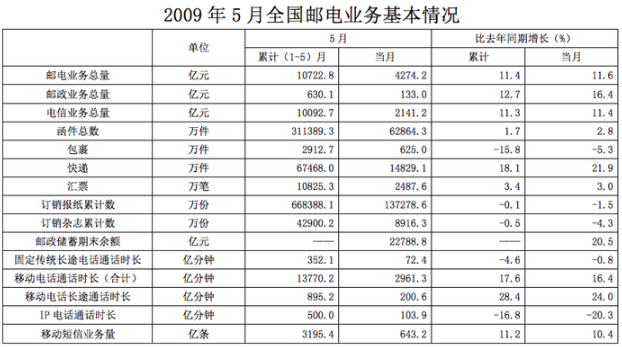 2009 年 5 月全国邮电业务基本情况
单位 5 月 比去年同期增长（%）
累计（1-5）月 当月 累计 当月
邮电业务总量 亿元 10722.8 4274.2 11.4 11.6
邮政业务总量 亿元 630.1 133.0 12.7 16.4
电信业务总量 亿元 10092.7 2141.2 11.3 11.4
函件总数 万件 311389.3 62864.3 1.7 2.8
包裹 万件 2912.7 625.0 -15.8 -5.3
快递 万件 67468.0 14829.1 18.1 21.9
汇票 万笔 10825.3 2487.6 3.4 3.0
订销报纸累计数 万份 668388.1 137278.6 -0.1 -1.5
订销杂志累计数 万份 42900.2 8916.3 -0.5 -4.3
邮政储蓄期末余额 亿元 —— 22788.8 —— 20.5
固定传统长途电话通话时长 亿分钟 352.1 72.4 -4.6 -0.8
移动电话通话时长（合计） 亿分钟 13770.2 2961.3 17.6 16.4
移动电话长途通话时长 亿分钟 895.2 200.6 28.4 24.0
IP 电话通话时长 亿分钟 500.0 103.9 -16.8 -20.3
移动短信业务量 亿条 3195.4 643.2 11.2 10.4